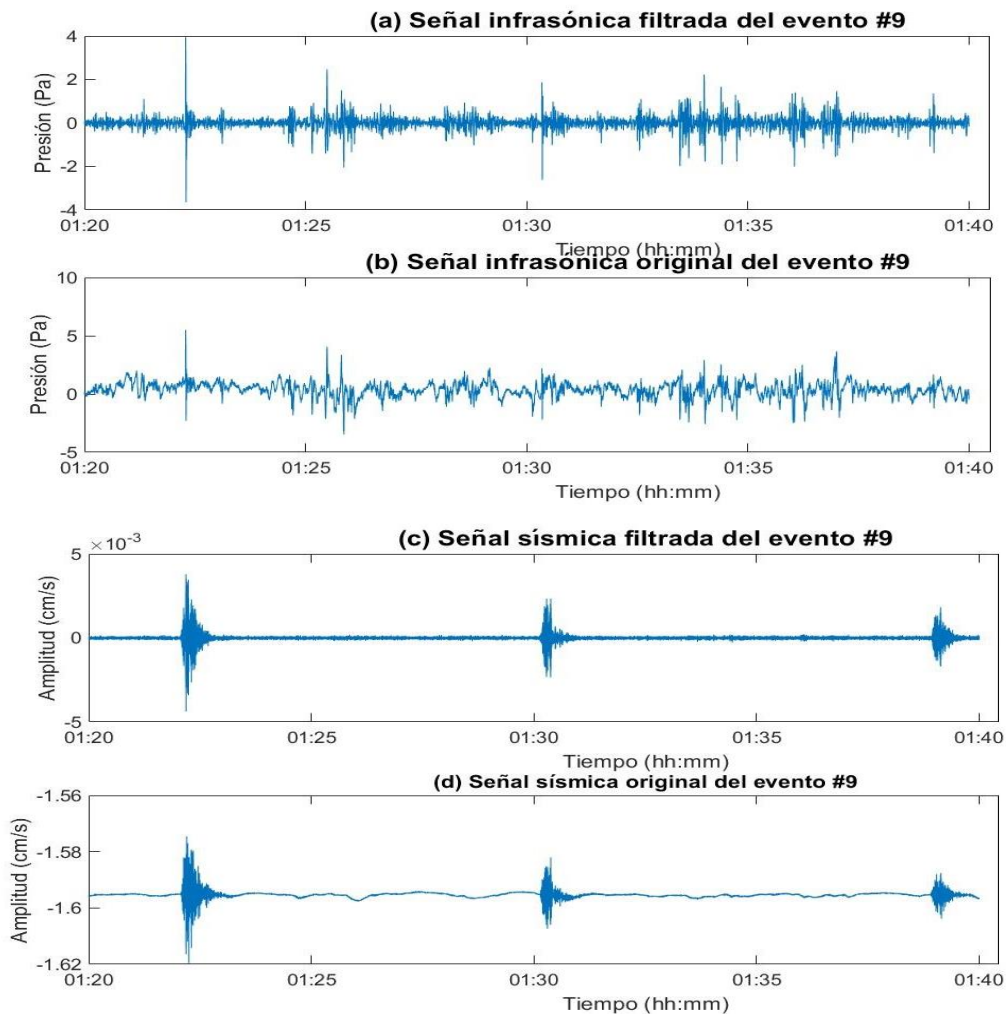 (a) Señal infrasónica filtrada del evento #9
4
2
0
-2
-4
Presión (Pa)
01:20 01:25 01:30 01:35 01:40
Tiempo (hh:mm)
(b) Señal infrasónica original del evento #9
10
5
0
-5
Presión (Pa)
01:20 01:25 01:30 01:35 01:40
Tiempo (hh:mm)
(c) Señal sísmica filtrada del evento #9
×10-3
5
0
-5
Amplitud (cm/s)
01:20 01:25 01:30 01:35 01:40
Tiempo (hh:mm)
(d) Señal sísmica original del evento #9
-1.56
-1.58
-1.6
-1.62
Amplitud (cm/s)
01:20 01:25 01:30 01:35 01:40
Tiempo (hh:mm)